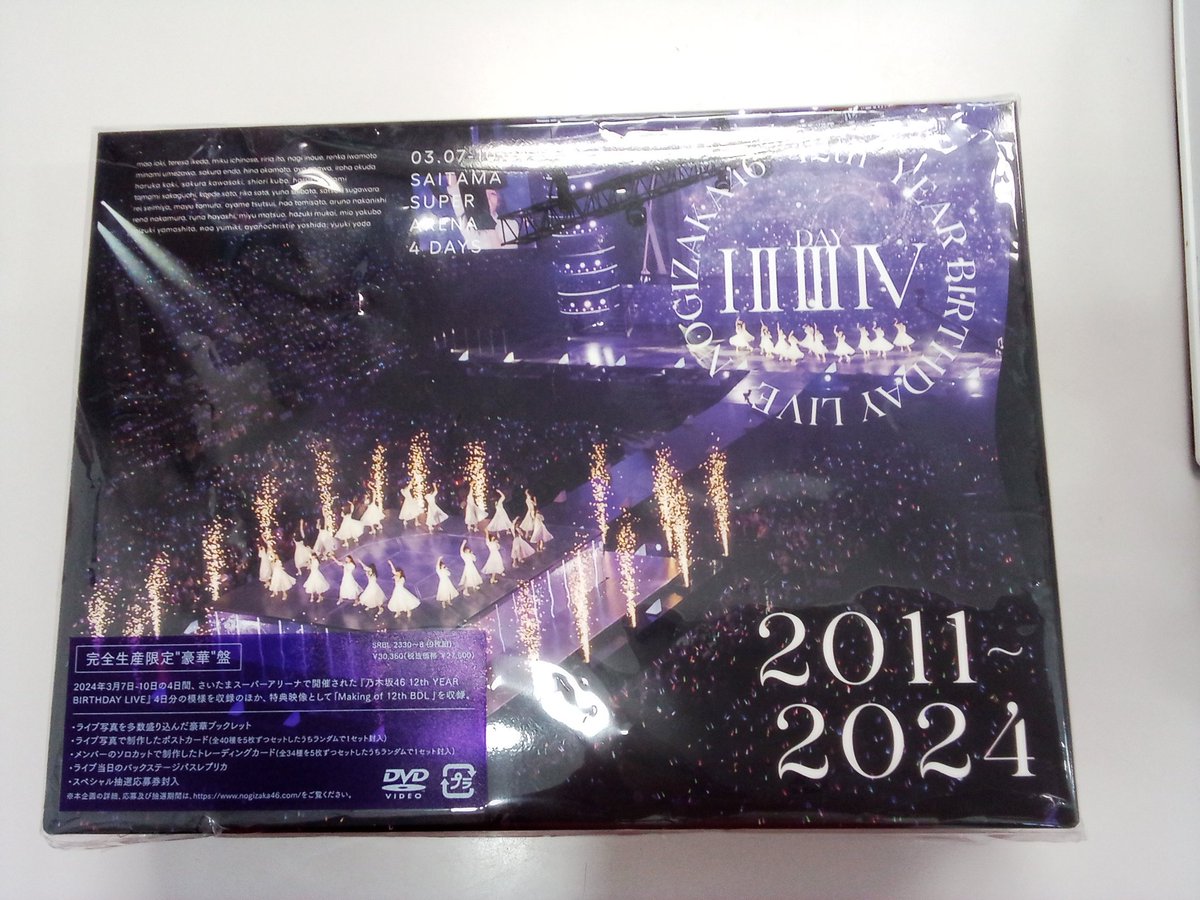 mao ioki, teresa ikeda, miku ichinose, riria ito, nagi inoue, renka iwamoto
minami umezawa, sakura endo, hina okamoto, ayame ogawa, iroha okuda
haruka kaki, sakura kawasaki, shiori kubo,
tamami sakaguchi, kaede sato, rika sato, yuna shibata, satsuki sugawara
rei seimiya, mayu tamura, ayame tsutsui, nao tomisato, aruno nakanishi
reno nakamura, runa hayashi, miyu matsuo, hazuki mukai, mio yakubo
mizuki yamashita, nao yumiki, ayanochristie yoshida, yuuki yoda
03.07-10
SAITAMA
SUPER
ARENA
4 DAYS
NOGIZAKA46 12th YEAR BIRTHDAY LIVE
DAY
I II III IV
2011~
2024
完全生産限定"豪華"盤
SRBL 2330~8 (9枚組)
¥30,360(税抜価格 ¥27,600)
2024年3月7日-10日の4日間、さいたまスーパーアリーナで開催された『乃木坂46 12th YEAR
BIRTHDAY LIVE』4日分の模様を収録のほか、特典映像として「Making of 12th BDL」を収録。
・ライブ写真を多数盛り込んだ豪華ブックレット
・ライブ写真で制作したポストカード(全40種を5枚ずつセットしたうちランダムで1セット封入)
・メンバーのソロカットで制作したトレーディングカード(全34種を5枚ずつセットしたうちランダムで1セット封入)
・ライブ当日のバックステージパスレプリカ
・スペシャル抽選応募券封入
※本企画の詳細、応募及び抽選期間は、https://www.nogizaka46.com/をご覧ください。
DVD
VIDEO
プラ